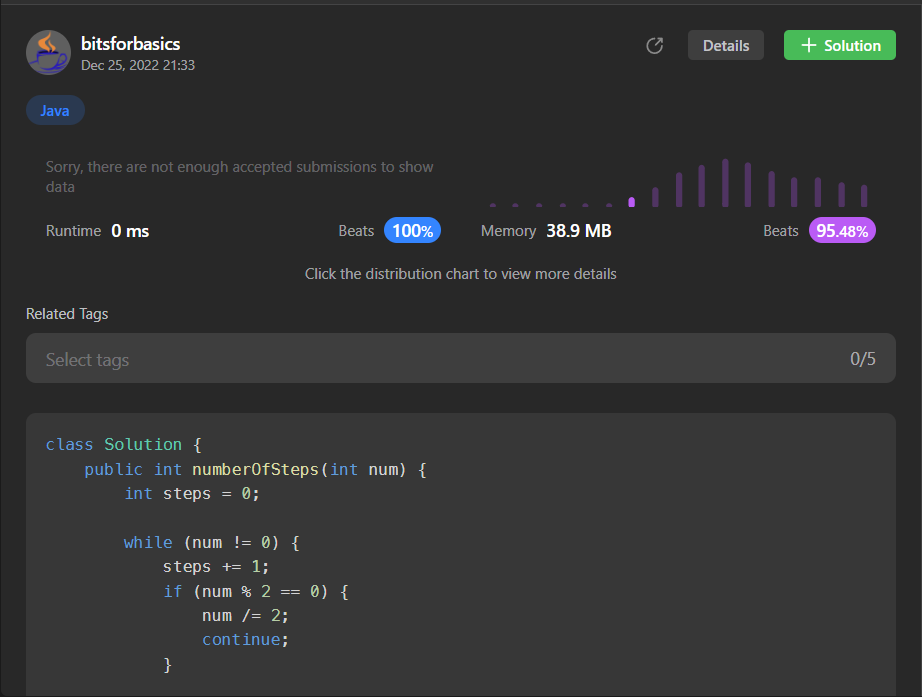 bitsforbasics
Dec 25, 2022 21:33
Details
+ Solution
Java
Sorry, there are not enough accepted submissions to show
data
Runtime 0 ms Beats 100%
Memory 38.9 MB Beats 95.48%
Click the distribution chart to view more details
Related Tags
Select tags 0/5
class Solution {
    public int numberOfSteps(int num) {
        int steps = 0;

        while (num != 0) {
            steps += 1;
            if (num % 2 == 0) {
                num /= 2;
                continue;
            }